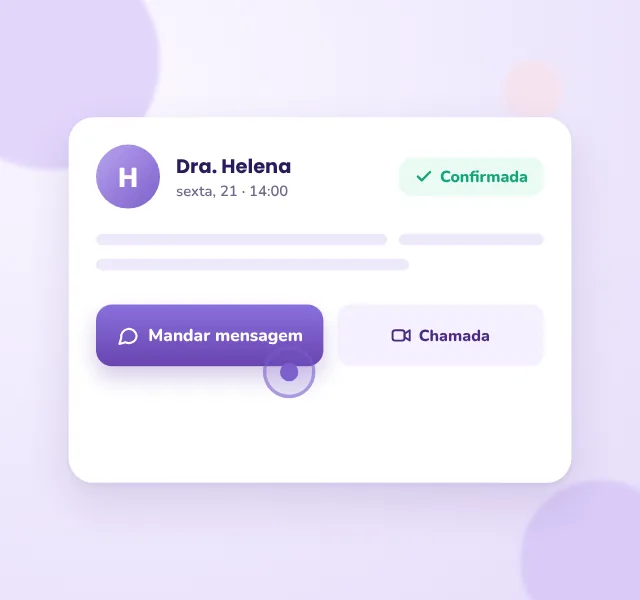 H
Dra. Helena
sexta, 21 · 14:00
Confirmada
Mandar mensagem
Chamada